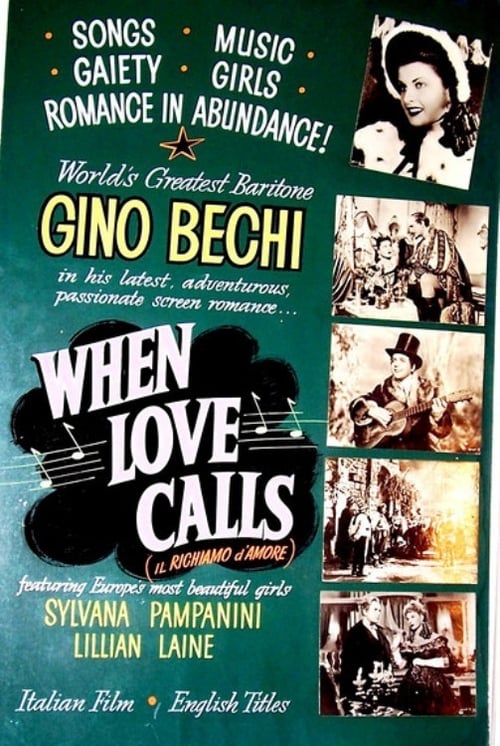 • SONGS • MUSIC •
• GAIETY • GIRLS •
ROMANCE IN ABUNDANCE!
World's Greatest Baritone
GINO BECHI
in his latest, adventurous,
passionate screen romance...
WHEN
LOVE
CALLS
(IL RICHIAMO d'AMORE)
featuring Europe's most beautiful girls
SYLVANA PAMPANINI
LILLIAN LAINE
Italian Film • English Titles